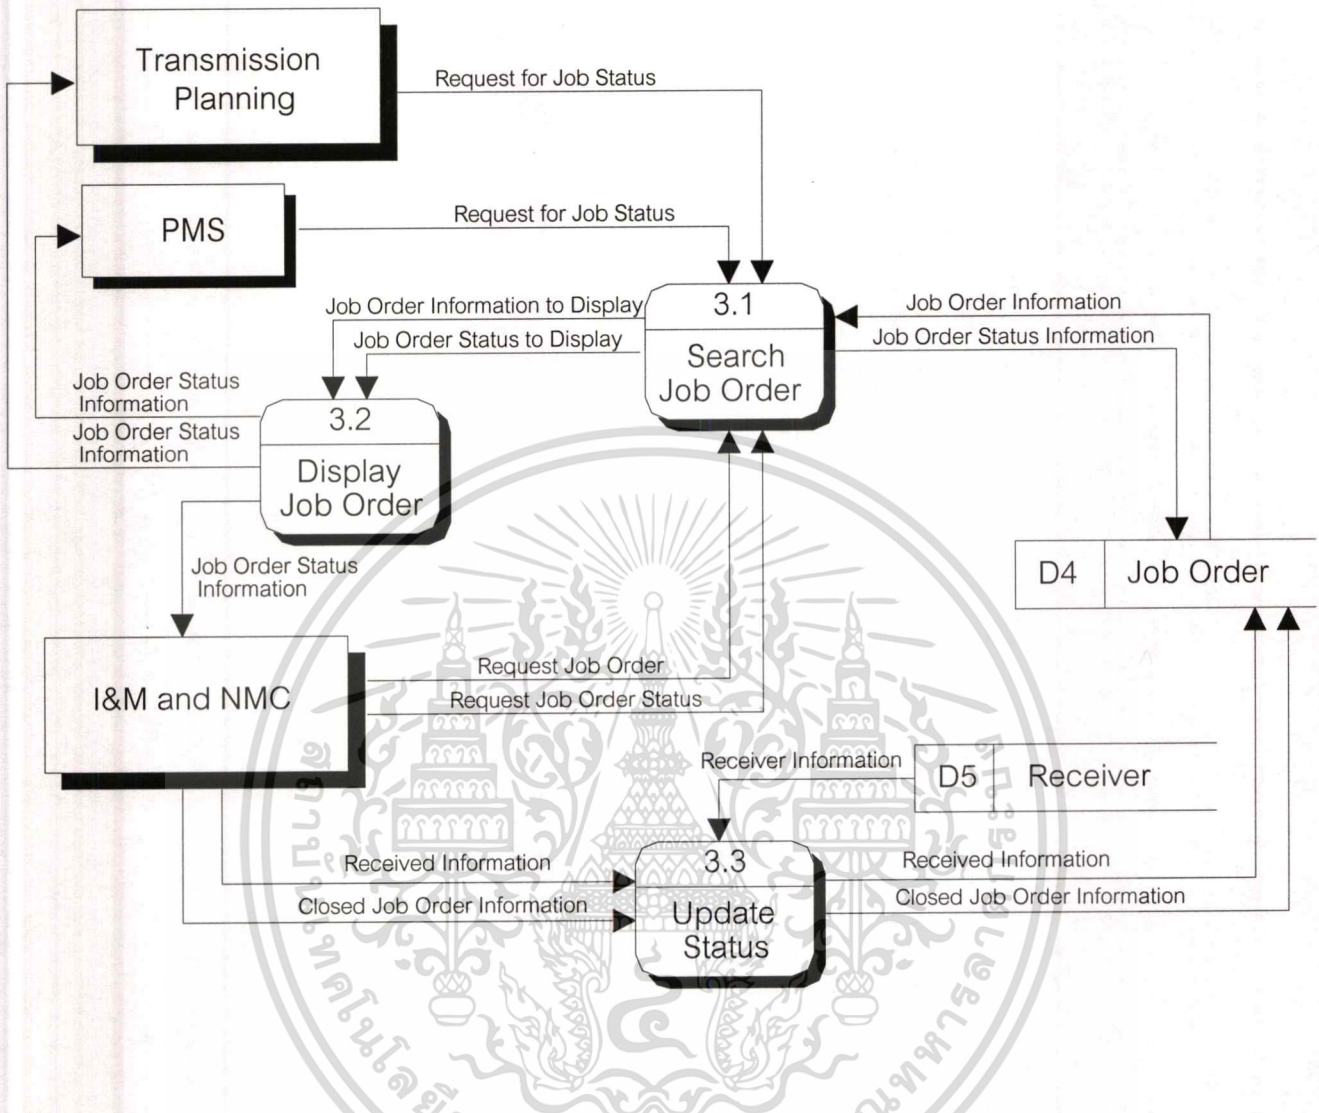 Transmission
Planning
Request for Job Status
PMS
Request for Job Status
3.1
Search
Job Order
Job Order Information to Display
Job Order Status to Display
Job Order Information
Job Order Status Information
Job Order Status
Information
Job Order Status
Information
3.2
Display
Job Order
Job Order Status
Information
D4
Job Order
I&M and NMC
Request Job Order
Request Job Order Status
Receiver Information
D5
Receiver
3.3
Update
Status
Received Information
Closed Job Order Information
Received Information
Closed Job Order Information